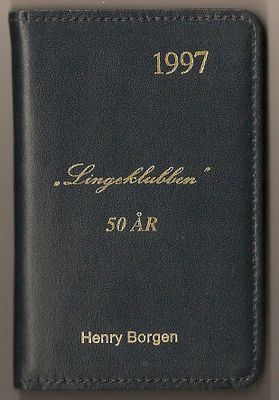 1997
„Lingeklubben"
50 ÅR
Henry Borgen